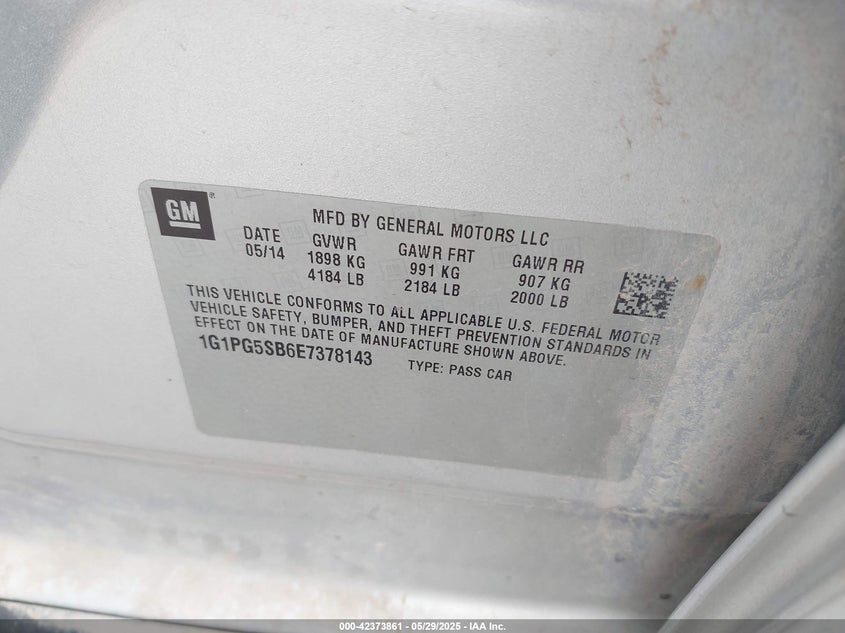 GM®
MFD BY GENERAL MOTORS LLC
DATE GVWR GAWR FRT GAWR RR
05/14 1898 KG 991 KG 907 KG
4184 LB 2184 LB 2000 LB
THIS VEHICLE CONFORMS TO ALL APPLICABLE U.S. FEDERAL MOTOR
VEHICLE SAFETY, BUMPER, AND THEFT PREVENTION STANDARDS IN
EFFECT ON THE DATE OF MANUFACTURE SHOWN ABOVE.
1G1PG5SB6E7378143 TYPE: PASS CAR
000-42373861 - 05/29/2025 - IAA Inc.